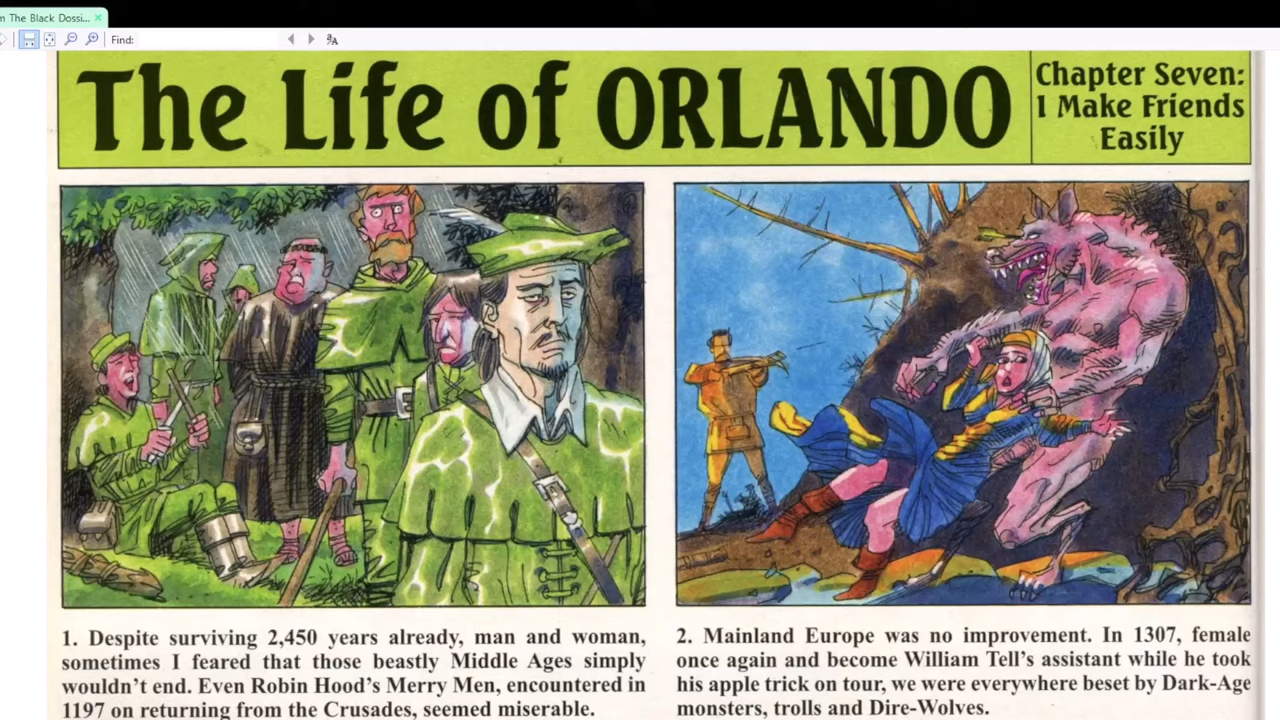 m The Black Dossi...
Find:
The Life of ORLANDO
Chapter Seven:
I Make Friends
Easily
1. Despite surviving 2,450 years already, man and woman,
sometimes I feared that those beastly Middle Ages simply
wouldn't end. Even Robin Hood's Merry Men, encountered in
1197 on returning from the Crusades, seemed miserable.
2. Mainland Europe was no improvement. In 1307, female
once again and become William Tell's assistant while he took
his apple trick on tour, we were everywhere beset by Dark-Age
monsters, trolls and Dire-Wolves.